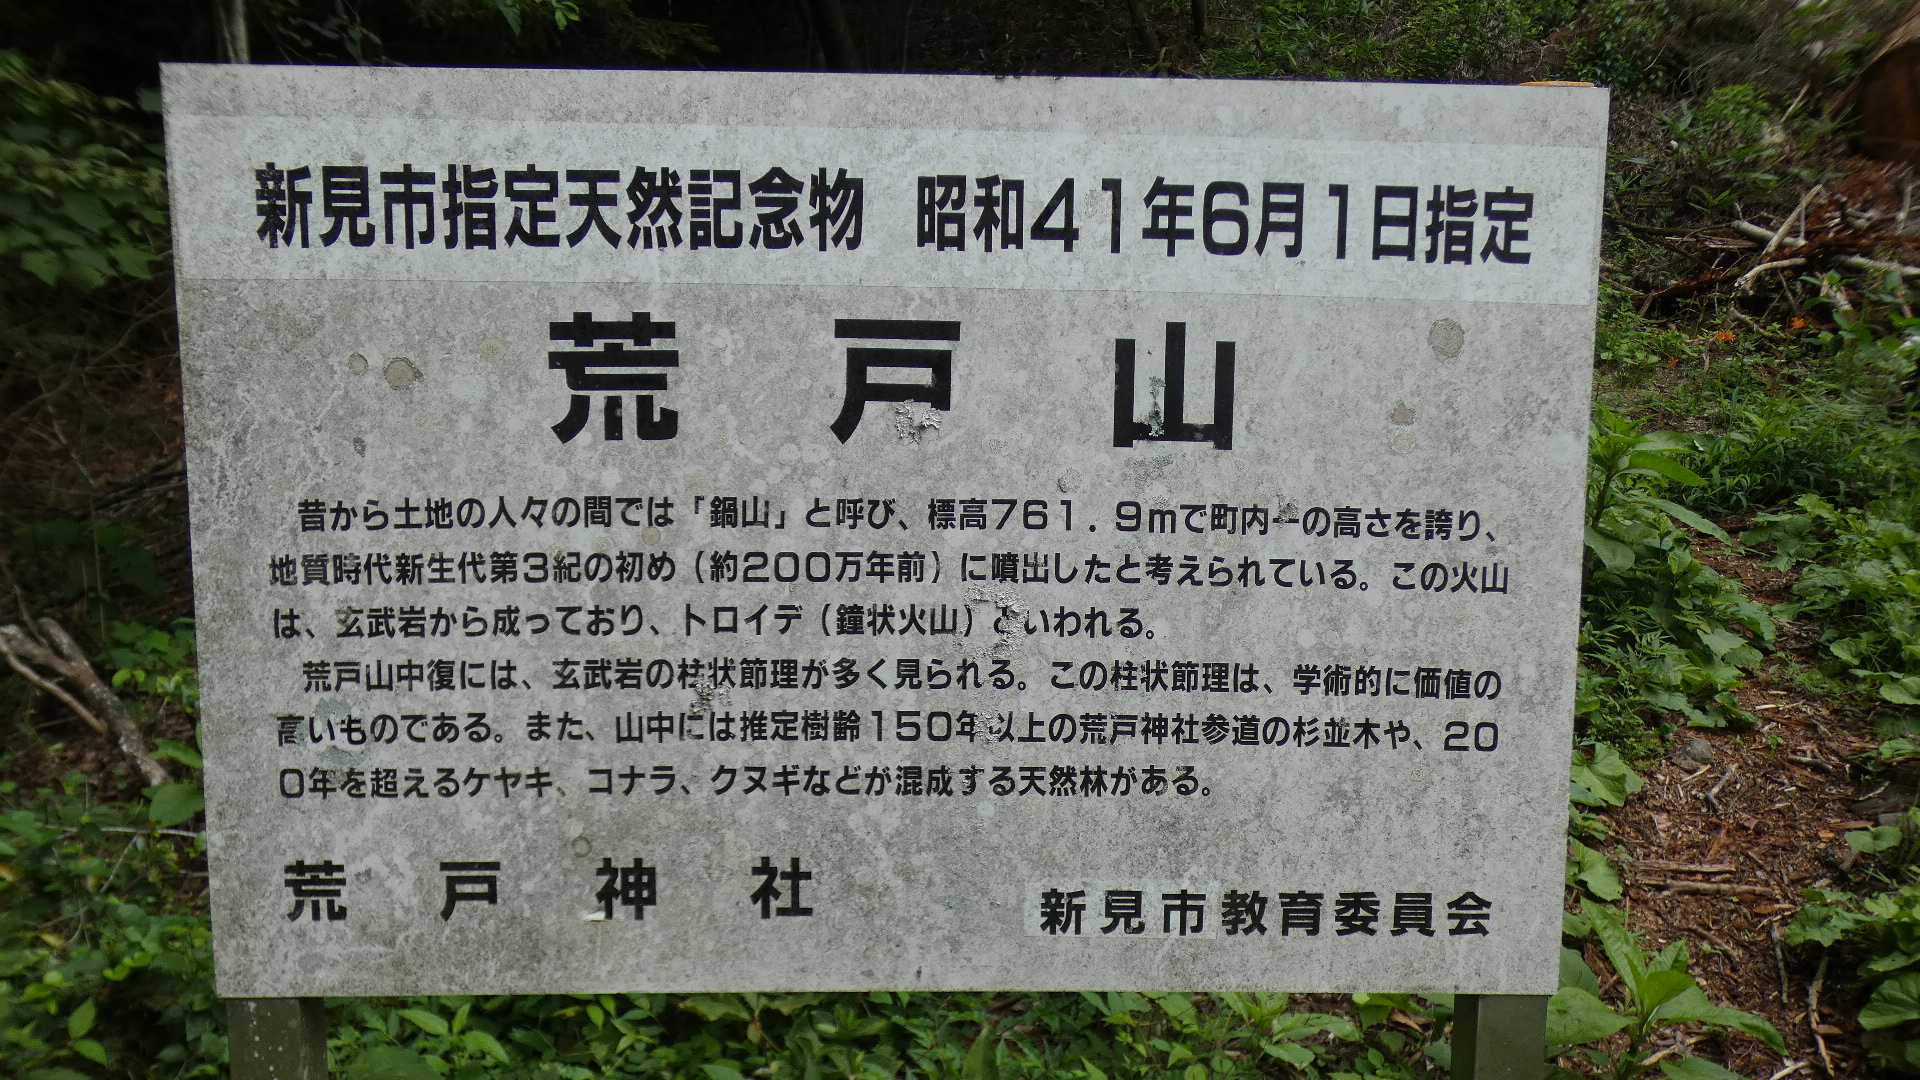 新見市指定天然記念物　昭和41年6月1日指定
荒戸山
昔から土地の人々の間では「鍋山」と呼び、標高761．9mで町内一の高さを誇り、
地質時代新生代第3紀の初め（約200万年前）に噴出したと考えられている。この火山
は、玄武岩から成っており、トロイデ（鐘状火山）といわれる。
荒戸山中復には、玄武岩の柱状節理が多く見られる。この柱状節理は、学術的に価値の
高いものである。また、山中には推定樹齢150年以上の荒戸神社参道の杉並木や、20
0年を超えるケヤキ、コナラ、クヌギなどが混成する天然林がある。
荒戸神社
新見市教育委員会